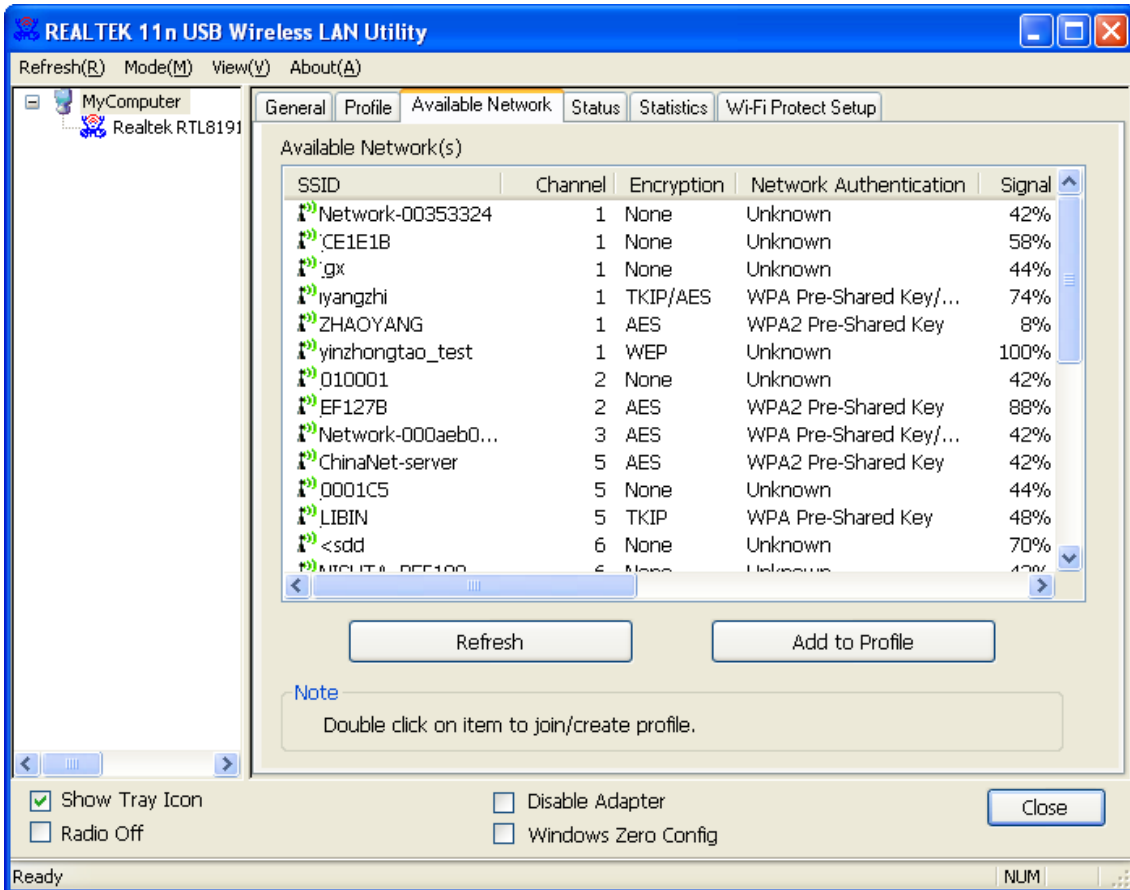 REALTEK 11n USB Wireless LAN Utility
Refresh(R) Mode(M) View(V) About(A)
MyComputer
Realtek RTL8191
General Profile Available Network Status Statistics Wi-Fi Protect Setup
Available Network(s)
SSID Channel Encryption Network Authentication Signal
Network-00353324 1 None Unknown 42%
CE1E1B 1 None Unknown 58%
gx 1 None Unknown 44%
yangzhi 1 TKIP/AES WPA Pre-Shared Key/... 74%
ZHAOYANG 1 AES WPA2 Pre-Shared Key 8%
yinzhongtao_test 1 WEP Unknown 100%
010001 2 None Unknown 42%
EF127B 2 AES WPA2 Pre-Shared Key 88%
Network-000aeb0... 3 AES WPA Pre-Shared Key/... 42%
ChinaNet-server 5 AES WPA2 Pre-Shared Key 42%
0001C5 5 None Unknown 44%
LIBIN 5 TKIP WPA Pre-Shared Key 48%
<sdd 6 None Unknown 70%
6 None Unknown 42%
Refresh Add to Profile
Note
Double click on item to join/create profile.
Show Tray Icon Disable Adapter Close
Radio Off Windows Zero Config
Ready NUM